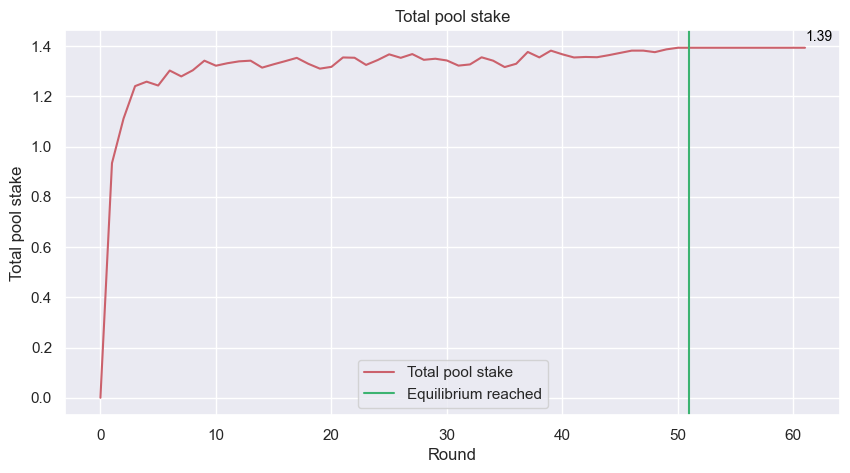 Total pool stake
1.39
1.4
1.2
1.0
0.8
0.6
0.4
0.2
0.0
Total pool stake
Total pool stake
Equilibrium reached
0 10 20 30 40 50 60
Round